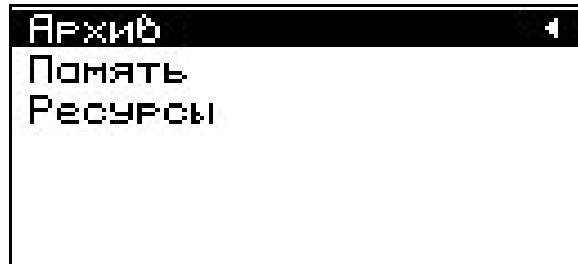 Архив
Память
Ресурсы